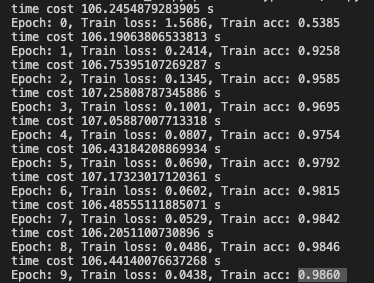 time cost 106.2454879283905 s
Epoch: 0, Train loss: 1.5686, Train acc: 0.5385
time cost 106.19063806533813 s
Epoch: 1, Train loss: 0.2414, Train acc: 0.9258
time cost 106.75395107269287 s
Epoch: 2, Train loss: 0.1345, Train acc: 0.9585
time cost 107.25808787345886 s
Epoch: 3, Train loss: 0.1001, Train acc: 0.9695
time cost 107.05887007713318 s
Epoch: 4, Train loss: 0.0807, Train acc: 0.9754
time cost 106.43184208869934 s
Epoch: 5, Train loss: 0.0690, Train acc: 0.9792
time cost 107.17323017120361 s
Epoch: 6, Train loss: 0.0602, Train acc: 0.9815
time cost 106.48555111885071 s
Epoch: 7, Train loss: 0.0529, Train acc: 0.9842
time cost 106.2051100730896 s
Epoch: 8, Train loss: 0.0486, Train acc: 0.9846
time cost 106.44140076637268 s
Epoch: 9, Train loss: 0.0438, Train acc: 0.9860